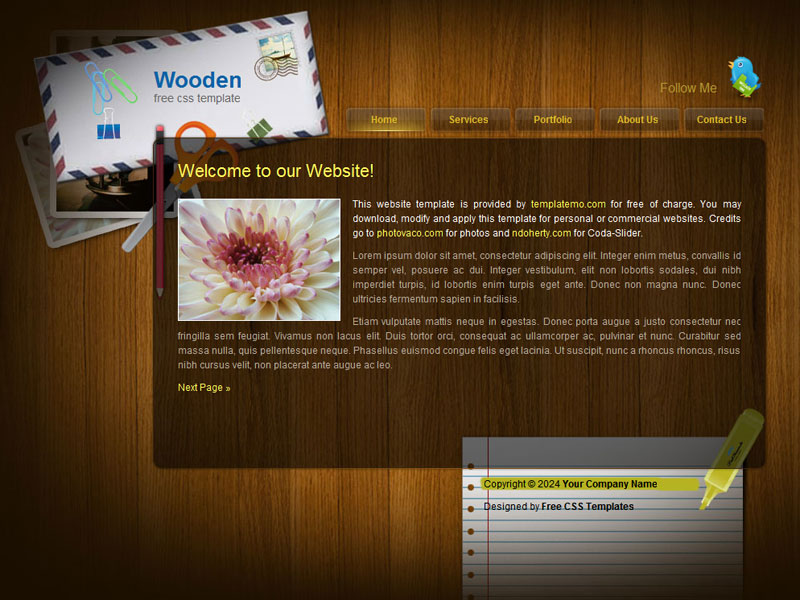 Wooden
free css template
Follow Me
Home
Services
Portfolio
About Us
Contact Us
Welcome to our Website!
This website template is provided by templatemo.com for free of charge. You may
download, modify and apply this template for personal or commercial websites. Credits
go to photovaco.com for photos and ndoherty.com for Coda-Slider.
Lorem ipsum dolor sit amet, consectetur adipiscing elit. Integer enim metus, convallis id
semper vel, posuere ac dui. Integer vestibulum, elit non lobortis sodales, dui nibh
imperdiet turpis, id lobortis enim turpis eget ante. Donec non magna nunc. Donec
ultricies fermentum sapien in facilisis.
Etiam vulputate mattis neque in egestas. Donec porta augue a justo consectetur nec
fringilla sem feugiat. Vivamus non lacus elit. Duis tortor orci, consequat ac ullamcorper ac, pulvinar et nunc. Curabitur sed
massa nulla, quis pellentesque neque. Phasellus euismod congue felis eget lacinia. Ut suscipit, nunc a rhoncus rhoncus, risus
nibh cursus velit, non placerat ante augue ac leo.
Next Page »
Copyright © 2024 Your Company Name
Designed by Free CSS Templates